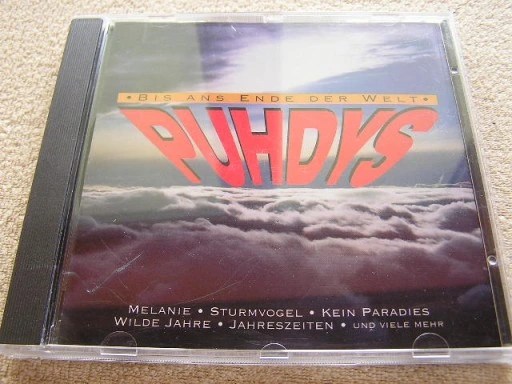 • BIS ANS ENDE DER WELT •
PUHDYS
MELANIE • STURMVOGEL • KEIN PARADIES
WILDE JAHRE • JAHRESZEITEN • UND VIELE MEHR